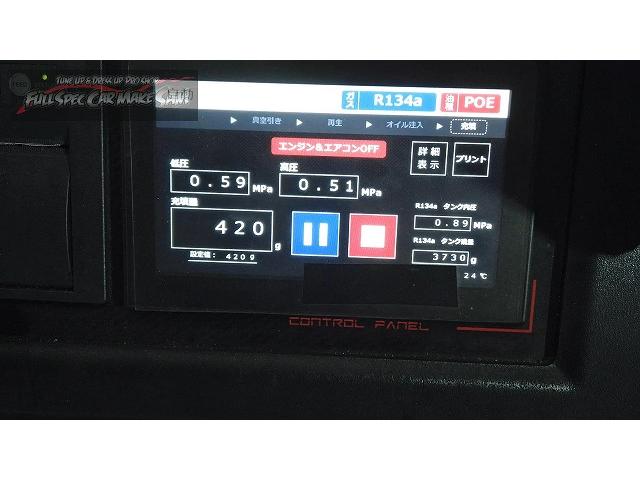 TUNE UP & DRESS UP PRO SHOP
FULL SPEC CAR MAKE SAW
ガス R134a 油種 POE
▶ 真空引き ▶ 再生 ▶ オイル注入 ▶ 充填
エンジン&エアコンOFF
詳細表示
プリント
低圧
0.59 MPa
高圧
0.51 MPa
充填量
420 g
設定値: 420g
R134a タンク内圧
0.89 MPa
R134a タンク残量
3730 g
24℃
CONTROL PANEL